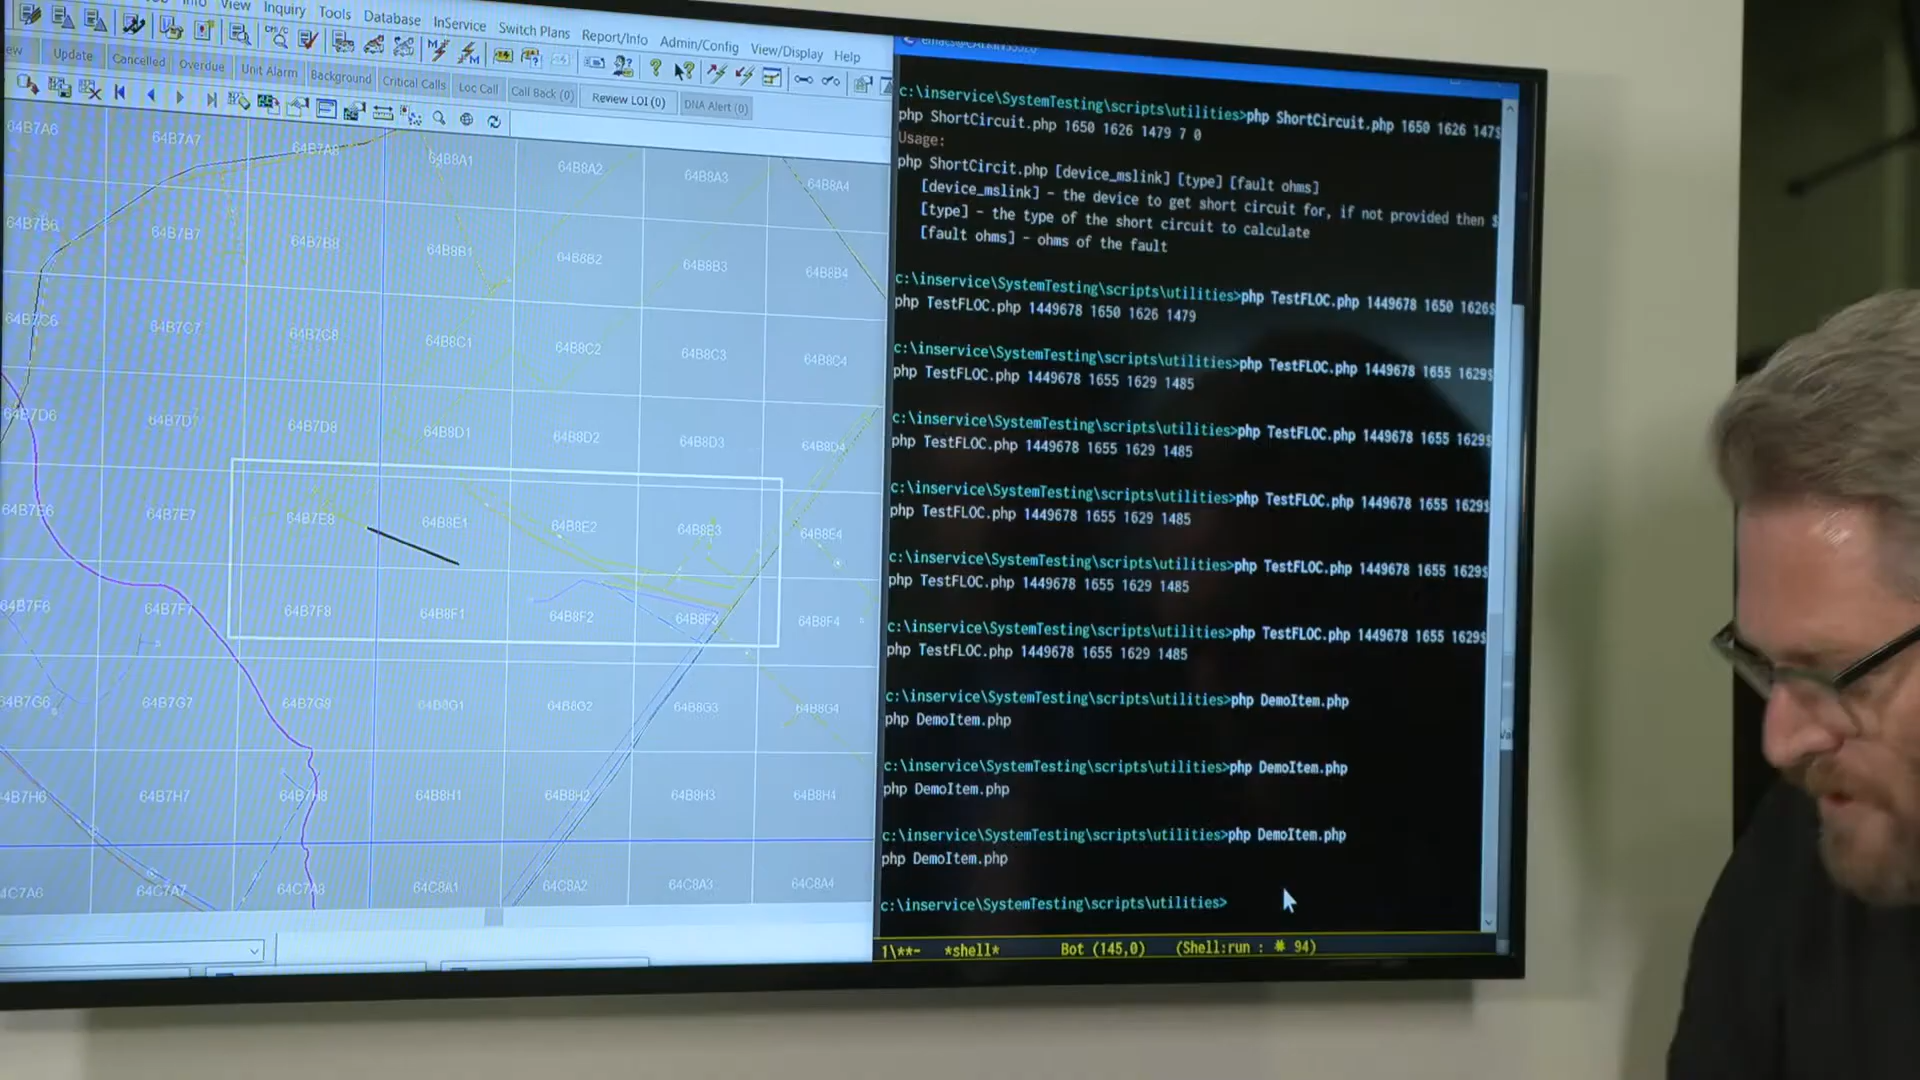 View Inquiry Tools Database InService Switch Plans Report/Info Admin/Config View/Display Help
Update Cancelled Overdue Unit Alarm Background Critical Calls Loc Call Call Back (0) Review LOI (0) DNA Alert (0)
64B7A6 64B7A7 64B7A8 64B8A1 64B8A2 64B8A3 64B8A4
64B7B6 64B7B7 64B7B8 64B8B1 64B8B2 64B8B3 64B8B4
64B7C6 64B7C7 64B7C8 64B8C1 64B8C2 64B8C3 64B8C4
64B7D6 64B7D7 64B7D8 64B8D1 64B8D2 64B8D3 64B8D4
64B7E6 64B7E7 64B7E8 64B8E1 64B8E2 64B8E3 64B8E4
64B7F6 64B7F7 64B7F8 64B8F1 64B8F2 64B8F3 64B8F4
64B7G6 64B7G7 64B7G8 64B8G1 64B8G2 64B8G3 64B8G4
4B7H6 64B7H7 64B7H8 64B8H1 64B8H2 64B8H3 64B8H4
4C7A6 64C7A7 64C7A8 64C8A1 64C8A2 64C8A3 64C8A4
c:\inservice\SystemTesting\scripts\utilities>php ShortCircuit.php 1650 1626 147$
php ShortCircuit.php 1650 1626 1479 7 0
Usage:
php ShortCircit.php [device_mslink] [type] [fault ohms]
[device_mslink] - the device to get short circuit for, if not provided then $
[type] - the type of the short circuit to calculate
[fault ohms] - ohms of the fault
c:\inservice\SystemTesting\scripts\utilities>php TestFLOC.php 1449678 1650 1626$
php TestFLOC.php 1449678 1650 1626 1479
c:\inservice\SystemTesting\scripts\utilities>php TestFLOC.php 1449678 1655 1629$
php TestFLOC.php 1449678 1655 1629 1485
c:\inservice\SystemTesting\scripts\utilities>php TestFLOC.php 1449678 1655 1629$
php TestFLOC.php 1449678 1655 1629 1485
c:\inservice\SystemTesting\scripts\utilities>php TestFLOC.php 1449678 1655 1629$
php TestFLOC.php 1449678 1655 1629 1485
c:\inservice\SystemTesting\scripts\utilities>php TestFLOC.php 1449678 1655 1629$
php TestFLOC.php 1449678 1655 1629 1485
c:\inservice\SystemTesting\scripts\utilities>php TestFLOC.php 1449678 1655 1629$
php TestFLOC.php 1449678 1655 1629 1485
c:\inservice\SystemTesting\scripts\utilities>php DemoItem.php
php DemoItem.php
c:\inservice\SystemTesting\scripts\utilities>php DemoItem.php
php DemoItem.php
c:\inservice\SystemTesting\scripts\utilities>php DemoItem.php
php DemoItem.php
c:\inservice\SystemTesting\scripts\utilities>
1\**- *shell* Bot (145,0) (Shell:run : # 94)